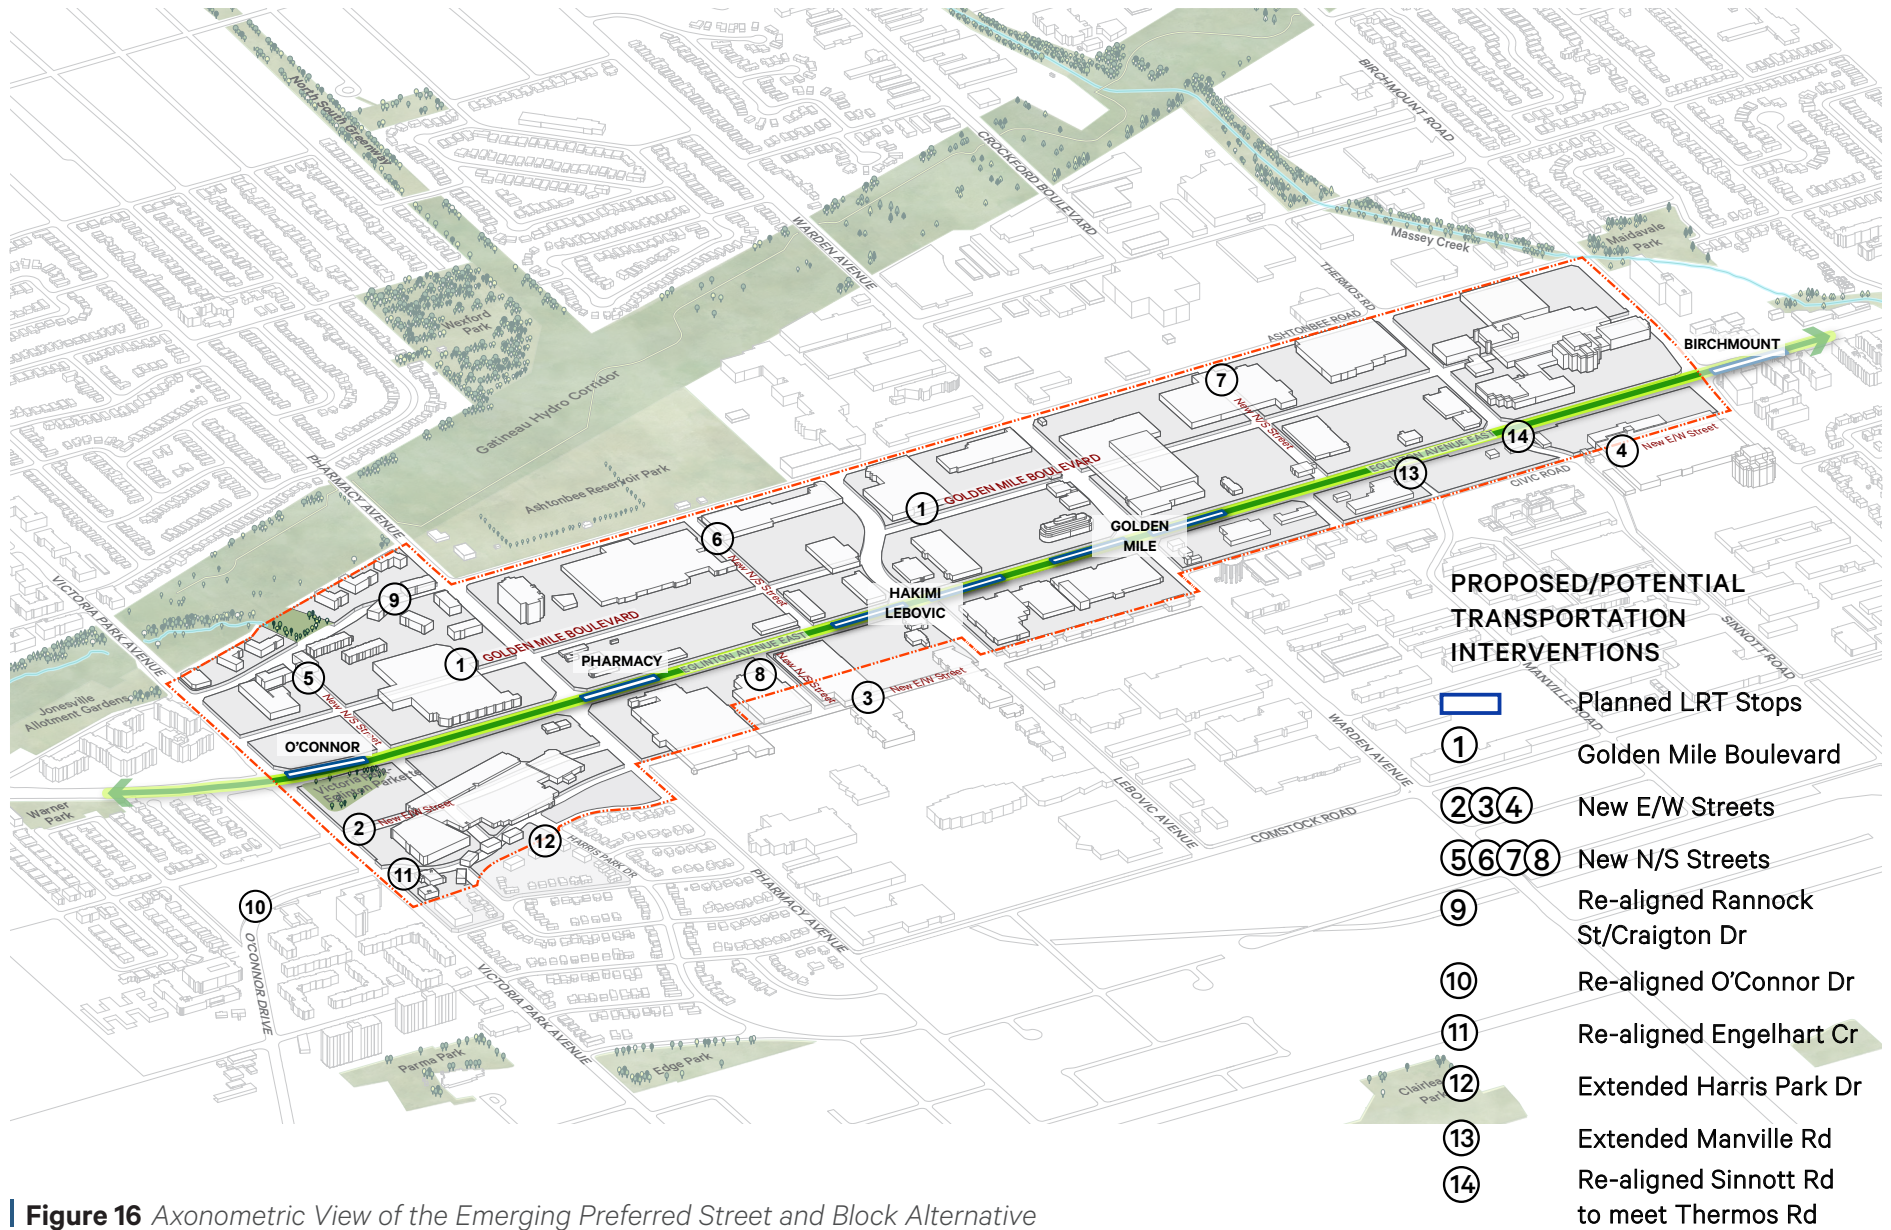 North South Greenway
BIRCHMOUNT ROAD
CROCKFORD BOULEVARD
WARDEN AVENUE
Massey Creek
Maidavale
Park
THERMOS RD
ASHTONBEE ROAD
Wexford
Park
BIRCHMOUNT
Gatineau Hydro Corridor
7
New N/S Street
EGLINTON AVENUE EAST
14
4
New E/W Street
13
CIVIC ROAD
PHARMACY AVENUE
Ashtonbee Reservoir Park
1
GOLDEN MILE BOULEVARD
GOLDEN
MILE
6
New N/S Street
HAKIMI
LEBOVIC
9
VICTORIA PARK AVENUE
GOLDEN MILE BOULEVARD
1
PHARMACY
EGLINTON AVENUE EAST
5
New N/S Street
8
New N/S Street
3
New E/W Street
Jonesville
Allotment Gardens
O'CONNOR
Victoria Park-
Eglinton Parkette
Warner
Park
2
New E/W Street
12
HARRIS PARK DR
11
10
O'CONNOR DRIVE
VICTORIA PARK AVENUE
PHARMACY AVENUE
LEBOVIC AVENUE
COMSTOCK ROAD
WARDEN AVENUE
MANVILLE ROAD
SINNOTT ROAD
Parma Park
Edge Park
Clairlea
Park
PROPOSED/POTENTIAL
TRANSPORTATION
INTERVENTIONS
Planned LRT Stops
1 Golden Mile Boulevard
2 3 4 New E/W Streets
5 6 7 8 New N/S Streets
9 Re-aligned Rannock
St/Craigton Dr
10 Re-aligned O'Connor Dr
11 Re-aligned Engelhart Cr
12 Extended Harris Park Dr
13 Extended Manville Rd
14 Re-aligned Sinnott Rd
to meet Thermos Rd
Figure 16 Axonometric View of the Emerging Preferred Street and Block Alternative